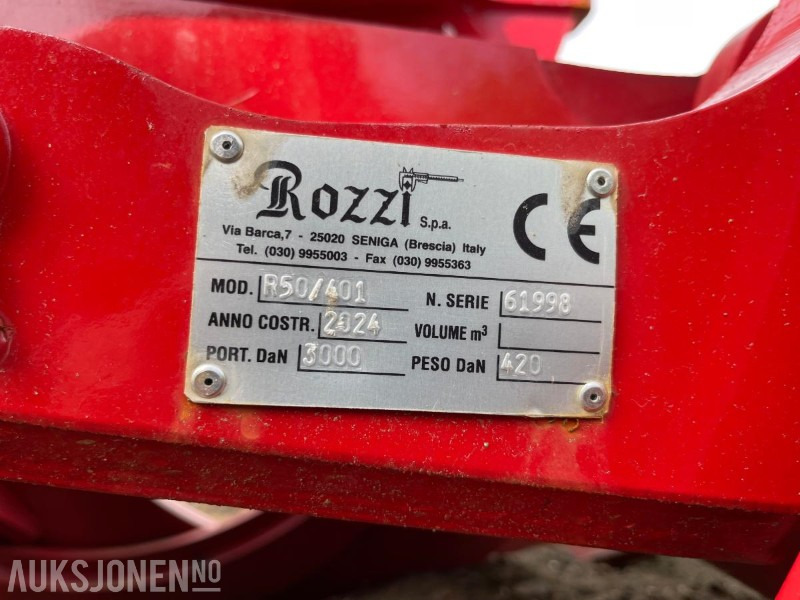 Rozzi S.p.a.
Via Barca,7 - 25020 SENIGA (Brescia) Italy
Tel. (030) 9955003 - Fax (030) 9955363
CE
MOD. R50/401 N. SERIE 61998
ANNO COSTR. 2024 VOLUME m³
PORT. DaN 3000 PESO DaN 420
AUKSJONEN.NO